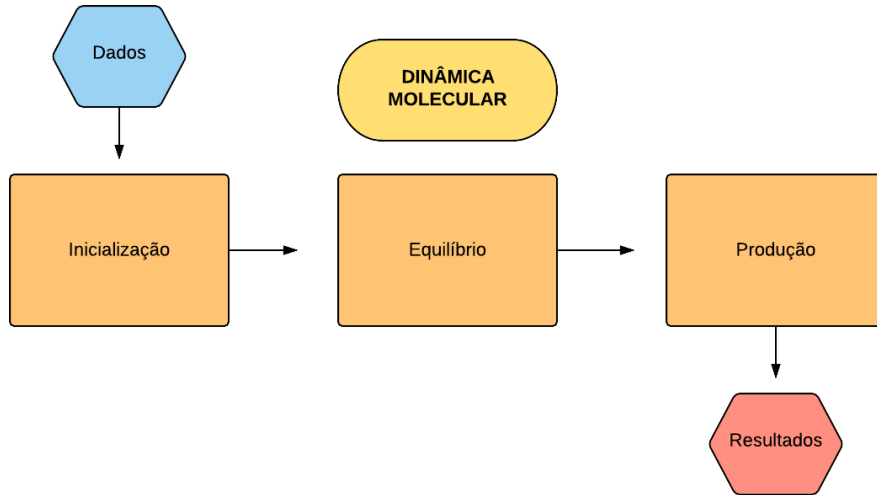 Dados
DINÂMICA
MOLECULAR
Inicialização
Equilíbrio
Produção
Resultados